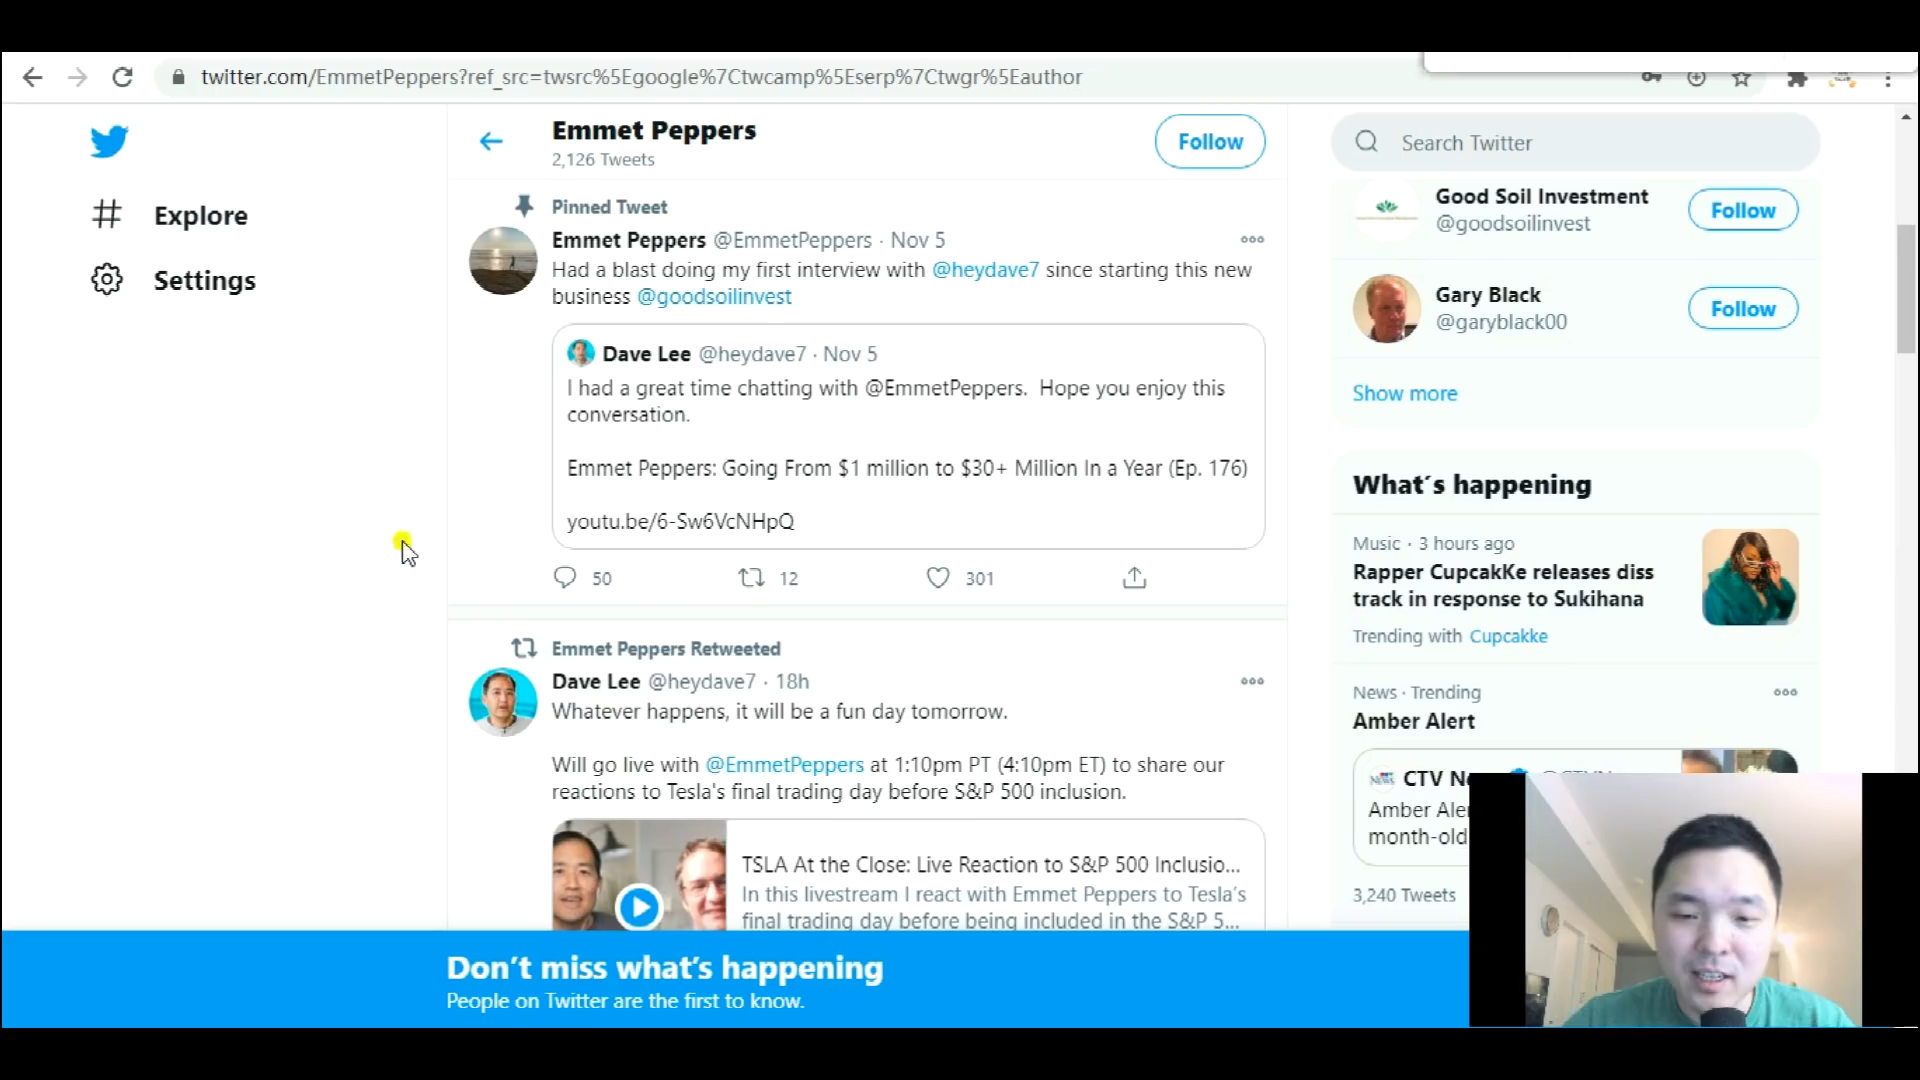 twitter.com/EmmetPeppers?ref_src=twsrc%5Egoogle%7Ctwcamp%5Eserp%7Ctwgr%5Eauthor
Explore
Settings
Emmet Peppers
2,126 Tweets
Follow
Pinned Tweet
Emmet Peppers @EmmetPeppers · Nov 5
Had a blast doing my first interview with @heydave7 since starting this new
business @goodsoilinvest
Dave Lee @heydave7 · Nov 5
I had a great time chatting with @EmmetPeppers. Hope you enjoy this
conversation.
Emmet Peppers: Going From $1 million to $30+ Million In a Year (Ep. 176)
youtu.be/6-Sw6VcNHpQ
50
12
301
Emmet Peppers Retweeted
Dave Lee @heydave7 · 18h
Whatever happens, it will be a fun day tomorrow.
Will go live with @EmmetPeppers at 1:10pm PT (4:10pm ET) to share our
reactions to Tesla's final trading day before S&P 500 inclusion.
TSLA At the Close: Live Reaction to S&P 500 Inclusio...
In this livestream I react with Emmet Peppers to Tesla's
final trading day before being included in the S&P 5...
Search Twitter
Good Soil Investment
@goodsoilinvest
Follow
Gary Black
@garyblack00
Follow
Show more
What's happening
Music · 3 hours ago
Rapper CupcakKe releases diss
track in response to Sukihana
Trending with Cupcakke
News · Trending
Amber Alert
CTV Ne
Amber Aler
month-old
3,240 Tweets
Don't miss what's happening
People on Twitter are the first to know.